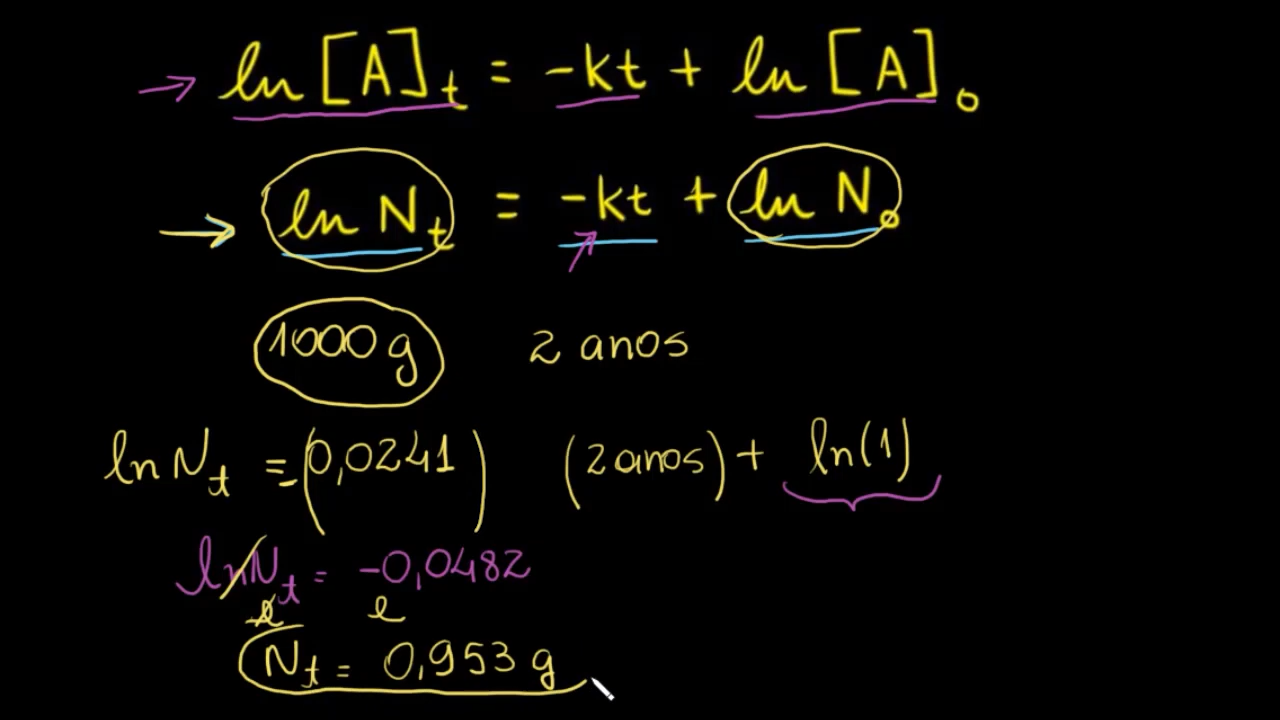 → ln [A]t = -kt + ln [A]₀
→ ln Nt = -kt + ln N₀
1000 g 2 anos
ln Nt = -(0,0241) (2 anos) + ln(1)
ln Nt = -0,0482
e e
Nt = 0,953 g